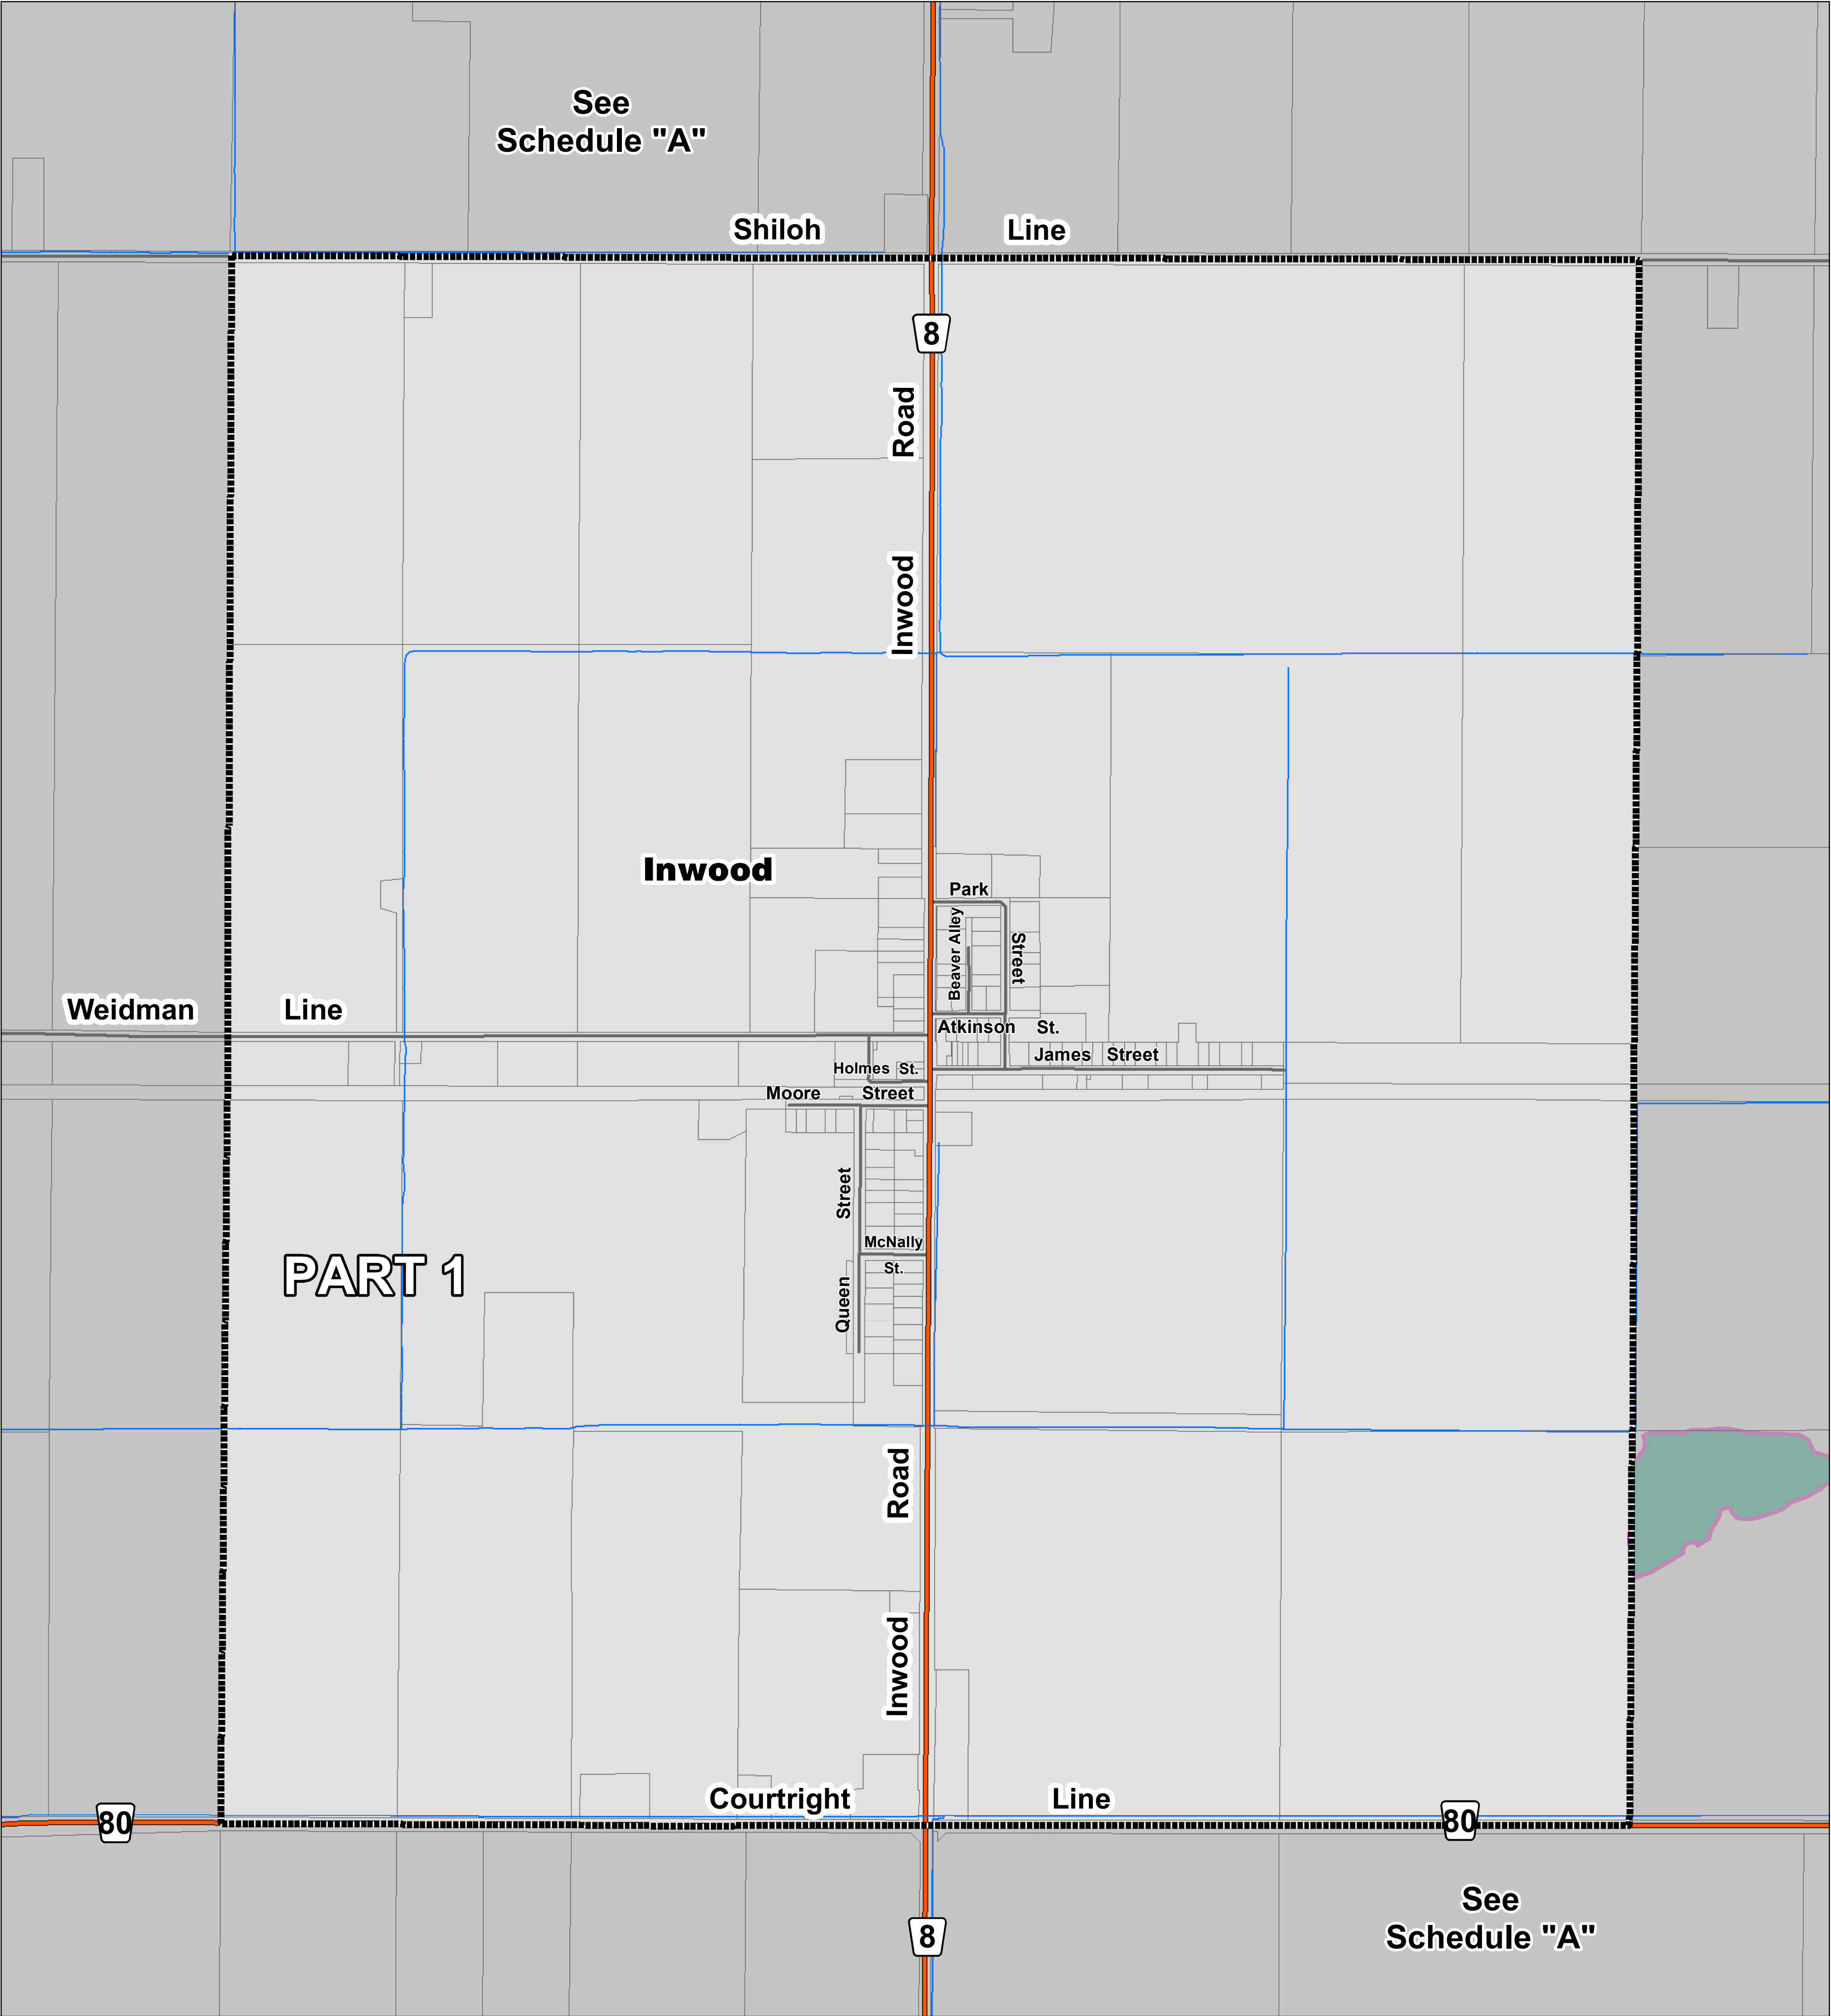 See
Schedule "A"
Shiloh Line
8
Road
Inwood
Inwood
Park
Beaver Alley
Street
Weidman Line
Atkinson St.
James Street
Holmes St.
Moore Street
Street
McNally
St.
PART 1
Queen
Road
Inwood
Courtright Line
80
80
See
Schedule "A"
8